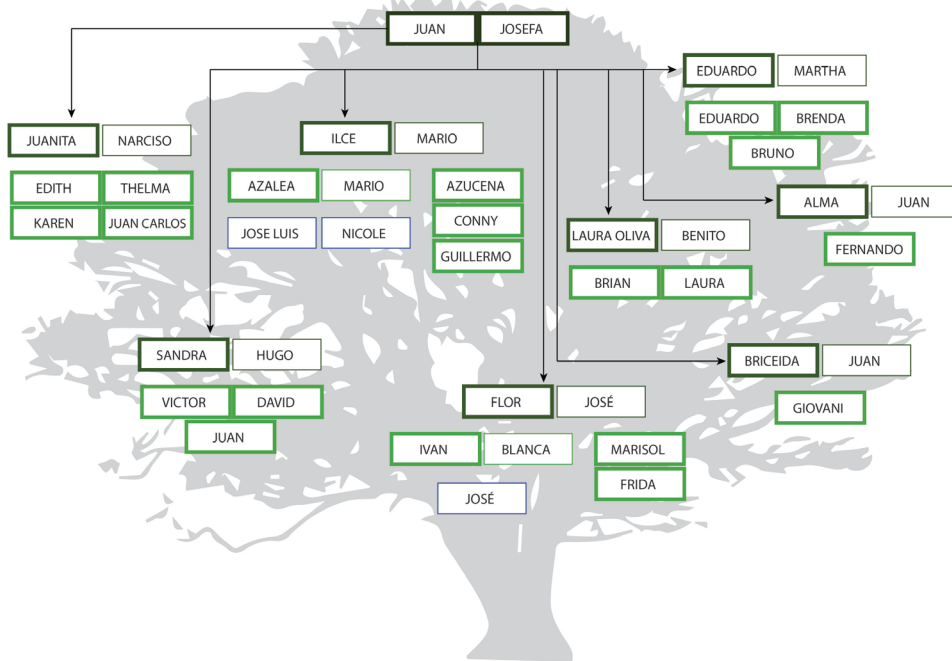 JUAN JOSEFA
EDUARDO MARTHA
EDUARDO BRENDA
BRUNO
JUANITA NARCISO
EDITH THELMA
KAREN JUAN CARLOS
ILCE MARIO
AZALEA MARIO
JOSE LUIS NICOLE
AZUCENA
CONNY
GUILLERMO
ALMA JUAN
FERNANDO
LAURA OLIVA BENITO
BRIAN LAURA
SANDRA HUGO
VICTOR DAVID
JUAN
FLOR JOSÉ
IVAN BLANCA
JOSÉ
MARISOL
FRIDA
BRICEIDA JUAN
GIOVANI